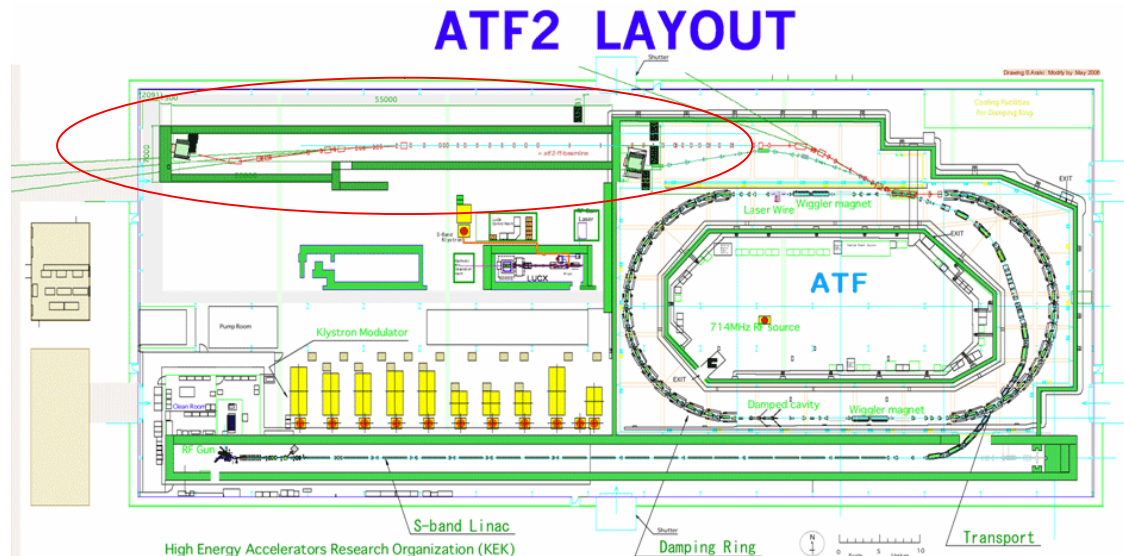 ATF2 LAYOUT
Shutter
Drawing S.Araki: Modify by May 2008
55000
Cooling Facilities
For Damping Ring
EXIT
Laser Wire
Wiggler magnet
EXIT
RF Gun
Laser
LUCX
ATF
714MHz RF source
Pump Room
Klystron Modulator
EXIT
Damped cavity
Wiggler magnet
Clean Room
RF Gun
S-band Linac
Shutter
Damping Ring
Transport
N
0 5 10
High Energy Accelerators Research Organization (KEK)